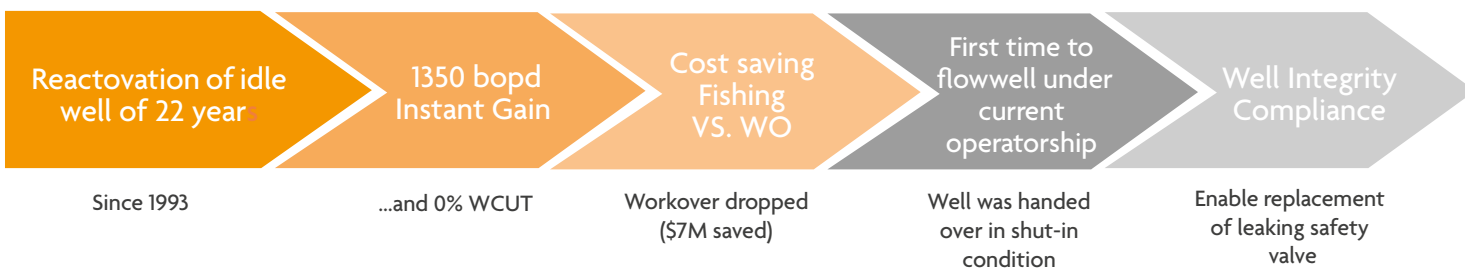 Reactovation of idle
well of 22 years
Since 1993
1350 bopd
Instant Gain
...and 0% WCUT
Cost saving
Fishing
VS. WO
Workover dropped
($7M saved)
First time to
flowwell under
current
operatorship
Well was handed
over in shut-in
condition
Well Integrity
Compliance
Enable replacement
of leaking safety
valve